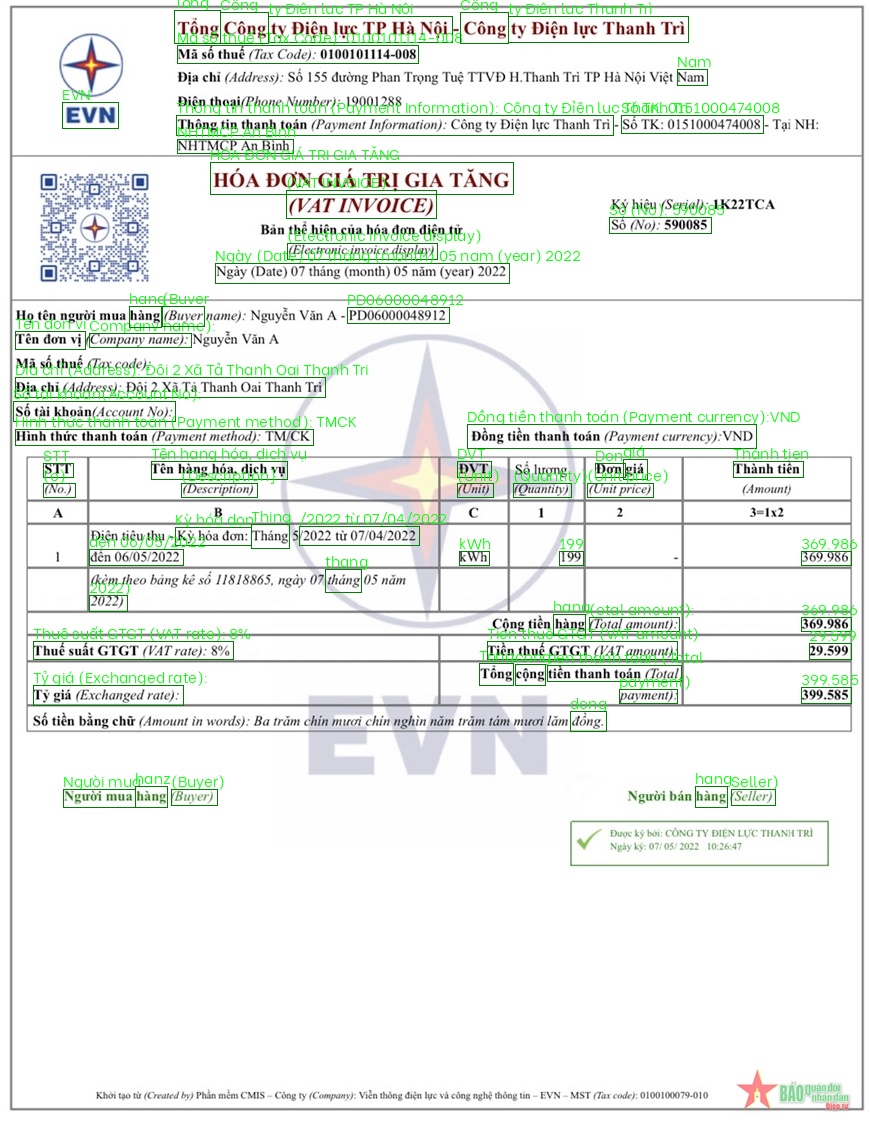 Tổng Công ty Điện lực TP Hà Nội - Công ty Điện lực Thanh Trì
Mã số thuế (Tax Code): 0100101114-008
Địa chỉ (Address): Số 155 đường Phan Trọng Tuệ TTVĐ H.Thanh Trì TP Hà Nội Việt Nam
Điện thoại(Phone Number): 19001288
Thông tin thanh toán (Payment Information): Công ty Điện lực Thanh Trì - Số TK: 0151000474008 - Tại NH:
NHTMCP An Bình
EVN
HÓA ĐƠN GIÁ TRỊ GIA TĂNG
(VAT INVOICE)
Bản thể hiện của hóa đơn điện tử
(Electronic invoice display)
Ngày (Date) 07 tháng (month) 05 năm (year) 2022
Ký hiệu (Serial): 1K22TCA
Số (No): 590085
Họ tên người mua hàng (Buyer name): Nguyễn Văn A - PD06000048912
Tên đơn vị (Company name): Nguyễn Văn A
Mã số thuế (Tax code):
Địa chỉ (Address): Đội 2 Xã Tả Thanh Oai Thanh Trì
Số tài khoản(Account No):
Hình thức thanh toán (Payment method): TM/CK Đồng tiền thanh toán (Payment currency):VND
STT Tên hàng hóa, dịch vụ ĐVT Số lượng Đơn giá Thành tiền
(No.) (Description) (Unit) (Quantity) (Unit price) (Amount)
A B C 1 2 3=1x2
Điện tiêu thụ - Kỳ hóa đơn: Tháng 5/2022 từ 07/04/2022
1 đến 06/05/2022 kWh 199 - 369.986
(kèm theo bảng kê số 11818865, ngày 07 tháng 05 năm
2022)
Cộng tiền hàng (Total amount): 369.986
Thuế suất GTGT (VAT rate): 8% Tiền thuế GTGT (VAT amount): 29.599
Tổng cộng tiền thanh toán (Total
Tỷ giá (Exchanged rate): payment): 399.585
Số tiền bằng chữ (Amount in words): Ba trăm chín mươi chín nghìn năm trăm tám mươi lăm đồng.
EVN
Người mua hàng (Buyer) Người bán hàng (Seller)
Được ký bởi: CÔNG TY ĐIỆN LỰC THANH TRÌ
Ngày ký: 07/ 05/ 2022 10:26:47
Khởi tạo từ (Created by) Phần mềm CMIS – Công ty (Company): Viễn thông điện lực và công nghệ thông tin – EVN – MST (Tax code): 0100100079-010
BÁO quân đội nhân dân Điện tử